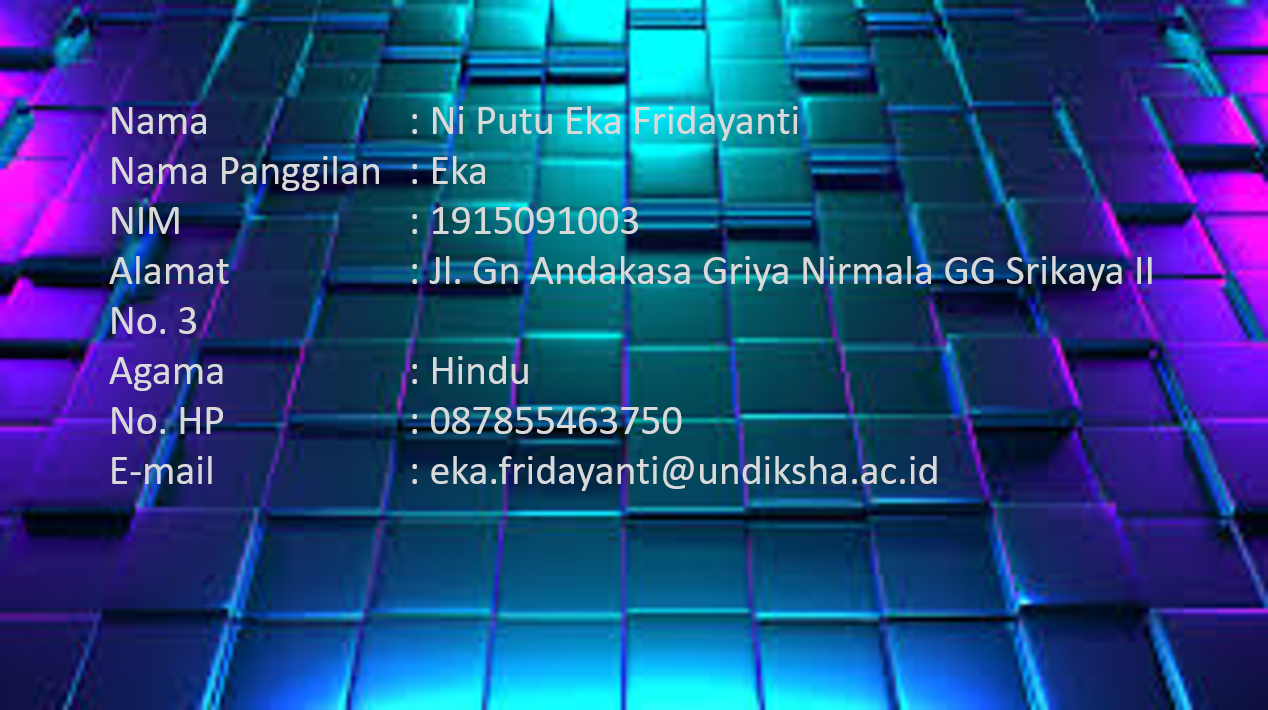 Nama : Ni Putu Eka Fridayanti
Nama Panggilan : Eka
NIM : 1915091003
Alamat : Jl. Gn Andakasa Griya Nirmala GG Srikaya II
No. 3
Agama : Hindu
No. HP : 087855463750
E-mail : eka.fridayanti@undiksha.ac.id